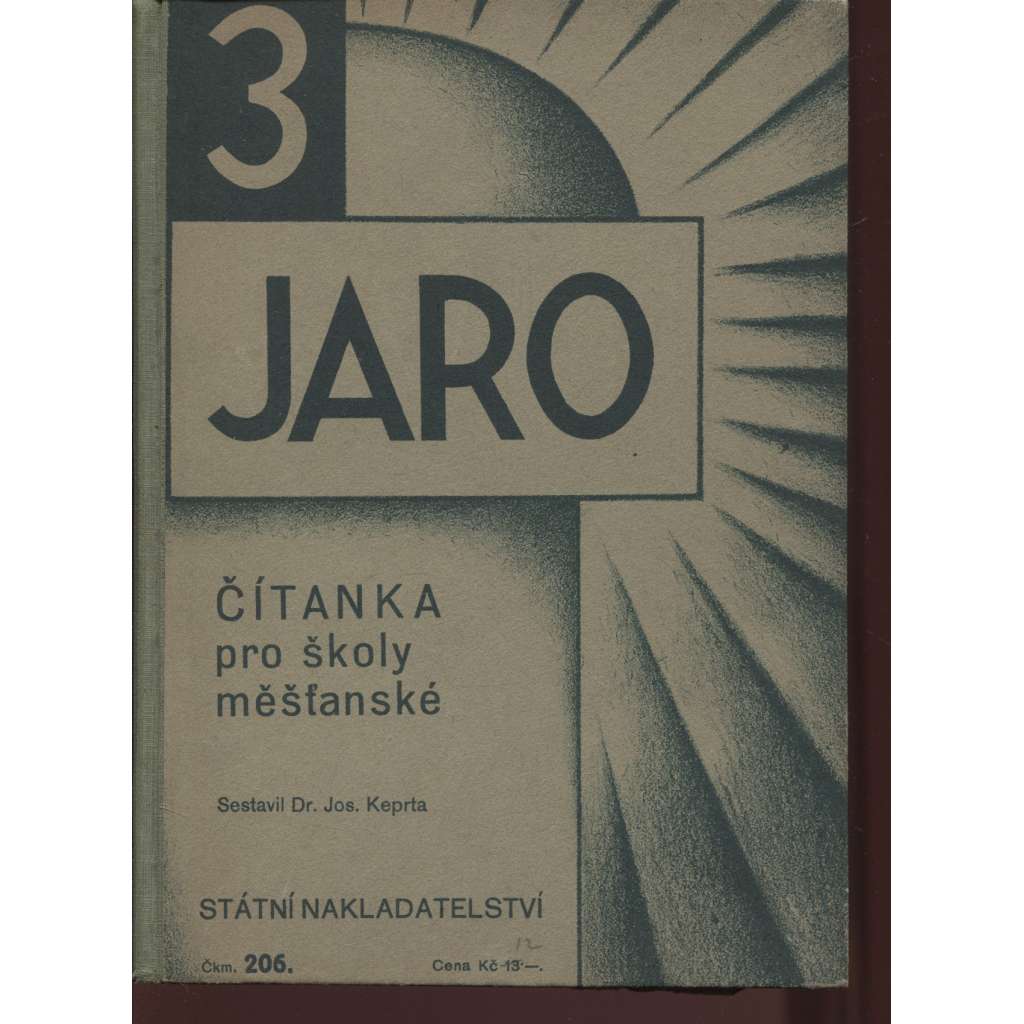 3
JARO
ČÍTANKA
pro školy
měšťanské
Sestavil Dr. Jos. Keprta
STÁTNÍ NAKLADATELSTVÍ
12
Čkm. 206. Cena Kč 13·—.